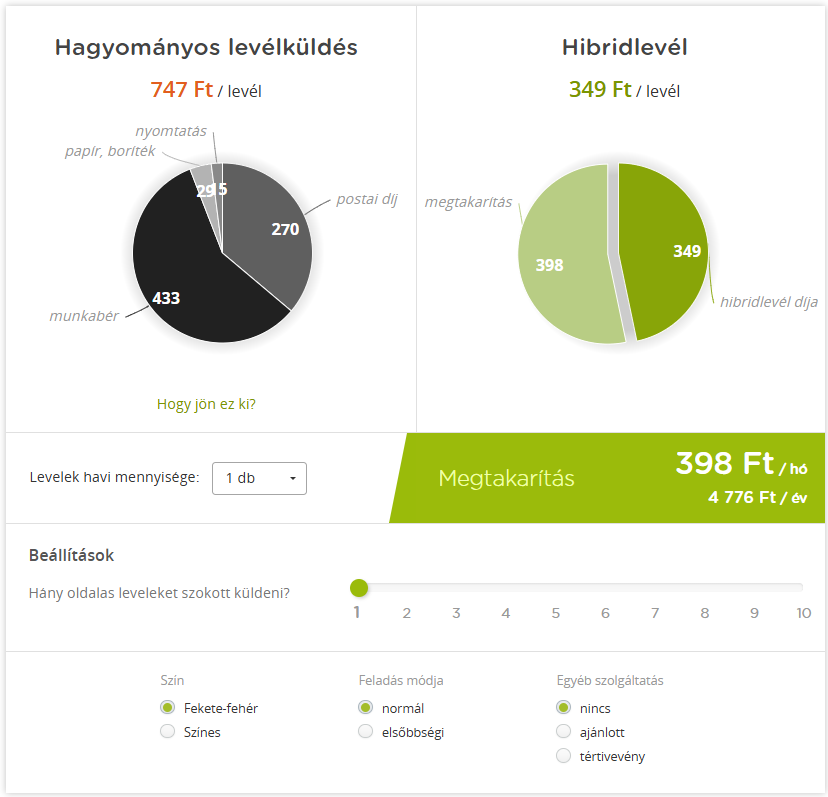 Hagyományos levélküldés
747 Ft / levél
nyomtatás
papír, boríték
29
15
postai díj
270
433
munkabér
Hogy jön ez ki?
Hibridlevél
349 Ft / levél
megtakarítás
398
349
hibridlevél díja
Levelek havi mennyisége: 1 db
Megtakarítás
398 Ft / hó
4 776 Ft / év
Beállítások
Hány oldalas leveleket szokott küldeni?
1 2 3 4 5 6 7 8 9 10
Szín
Fekete-fehér
Színes
Feladás módja
normál
elsőbbségi
Egyéb szolgáltatás
nincs
ajánlott
tértivevény